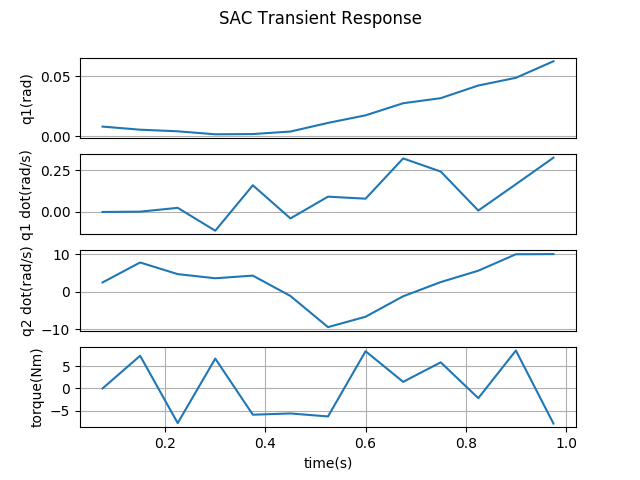 SAC Transient Response
q1(rad)
0.05
0.00
q1 dot(rad/s)
0.25
0.00
q2 dot(rad/s)
10
0
−10
torque(Nm)
5
0
−5
0.2 0.4 0.6 0.8 1.0
time(s)